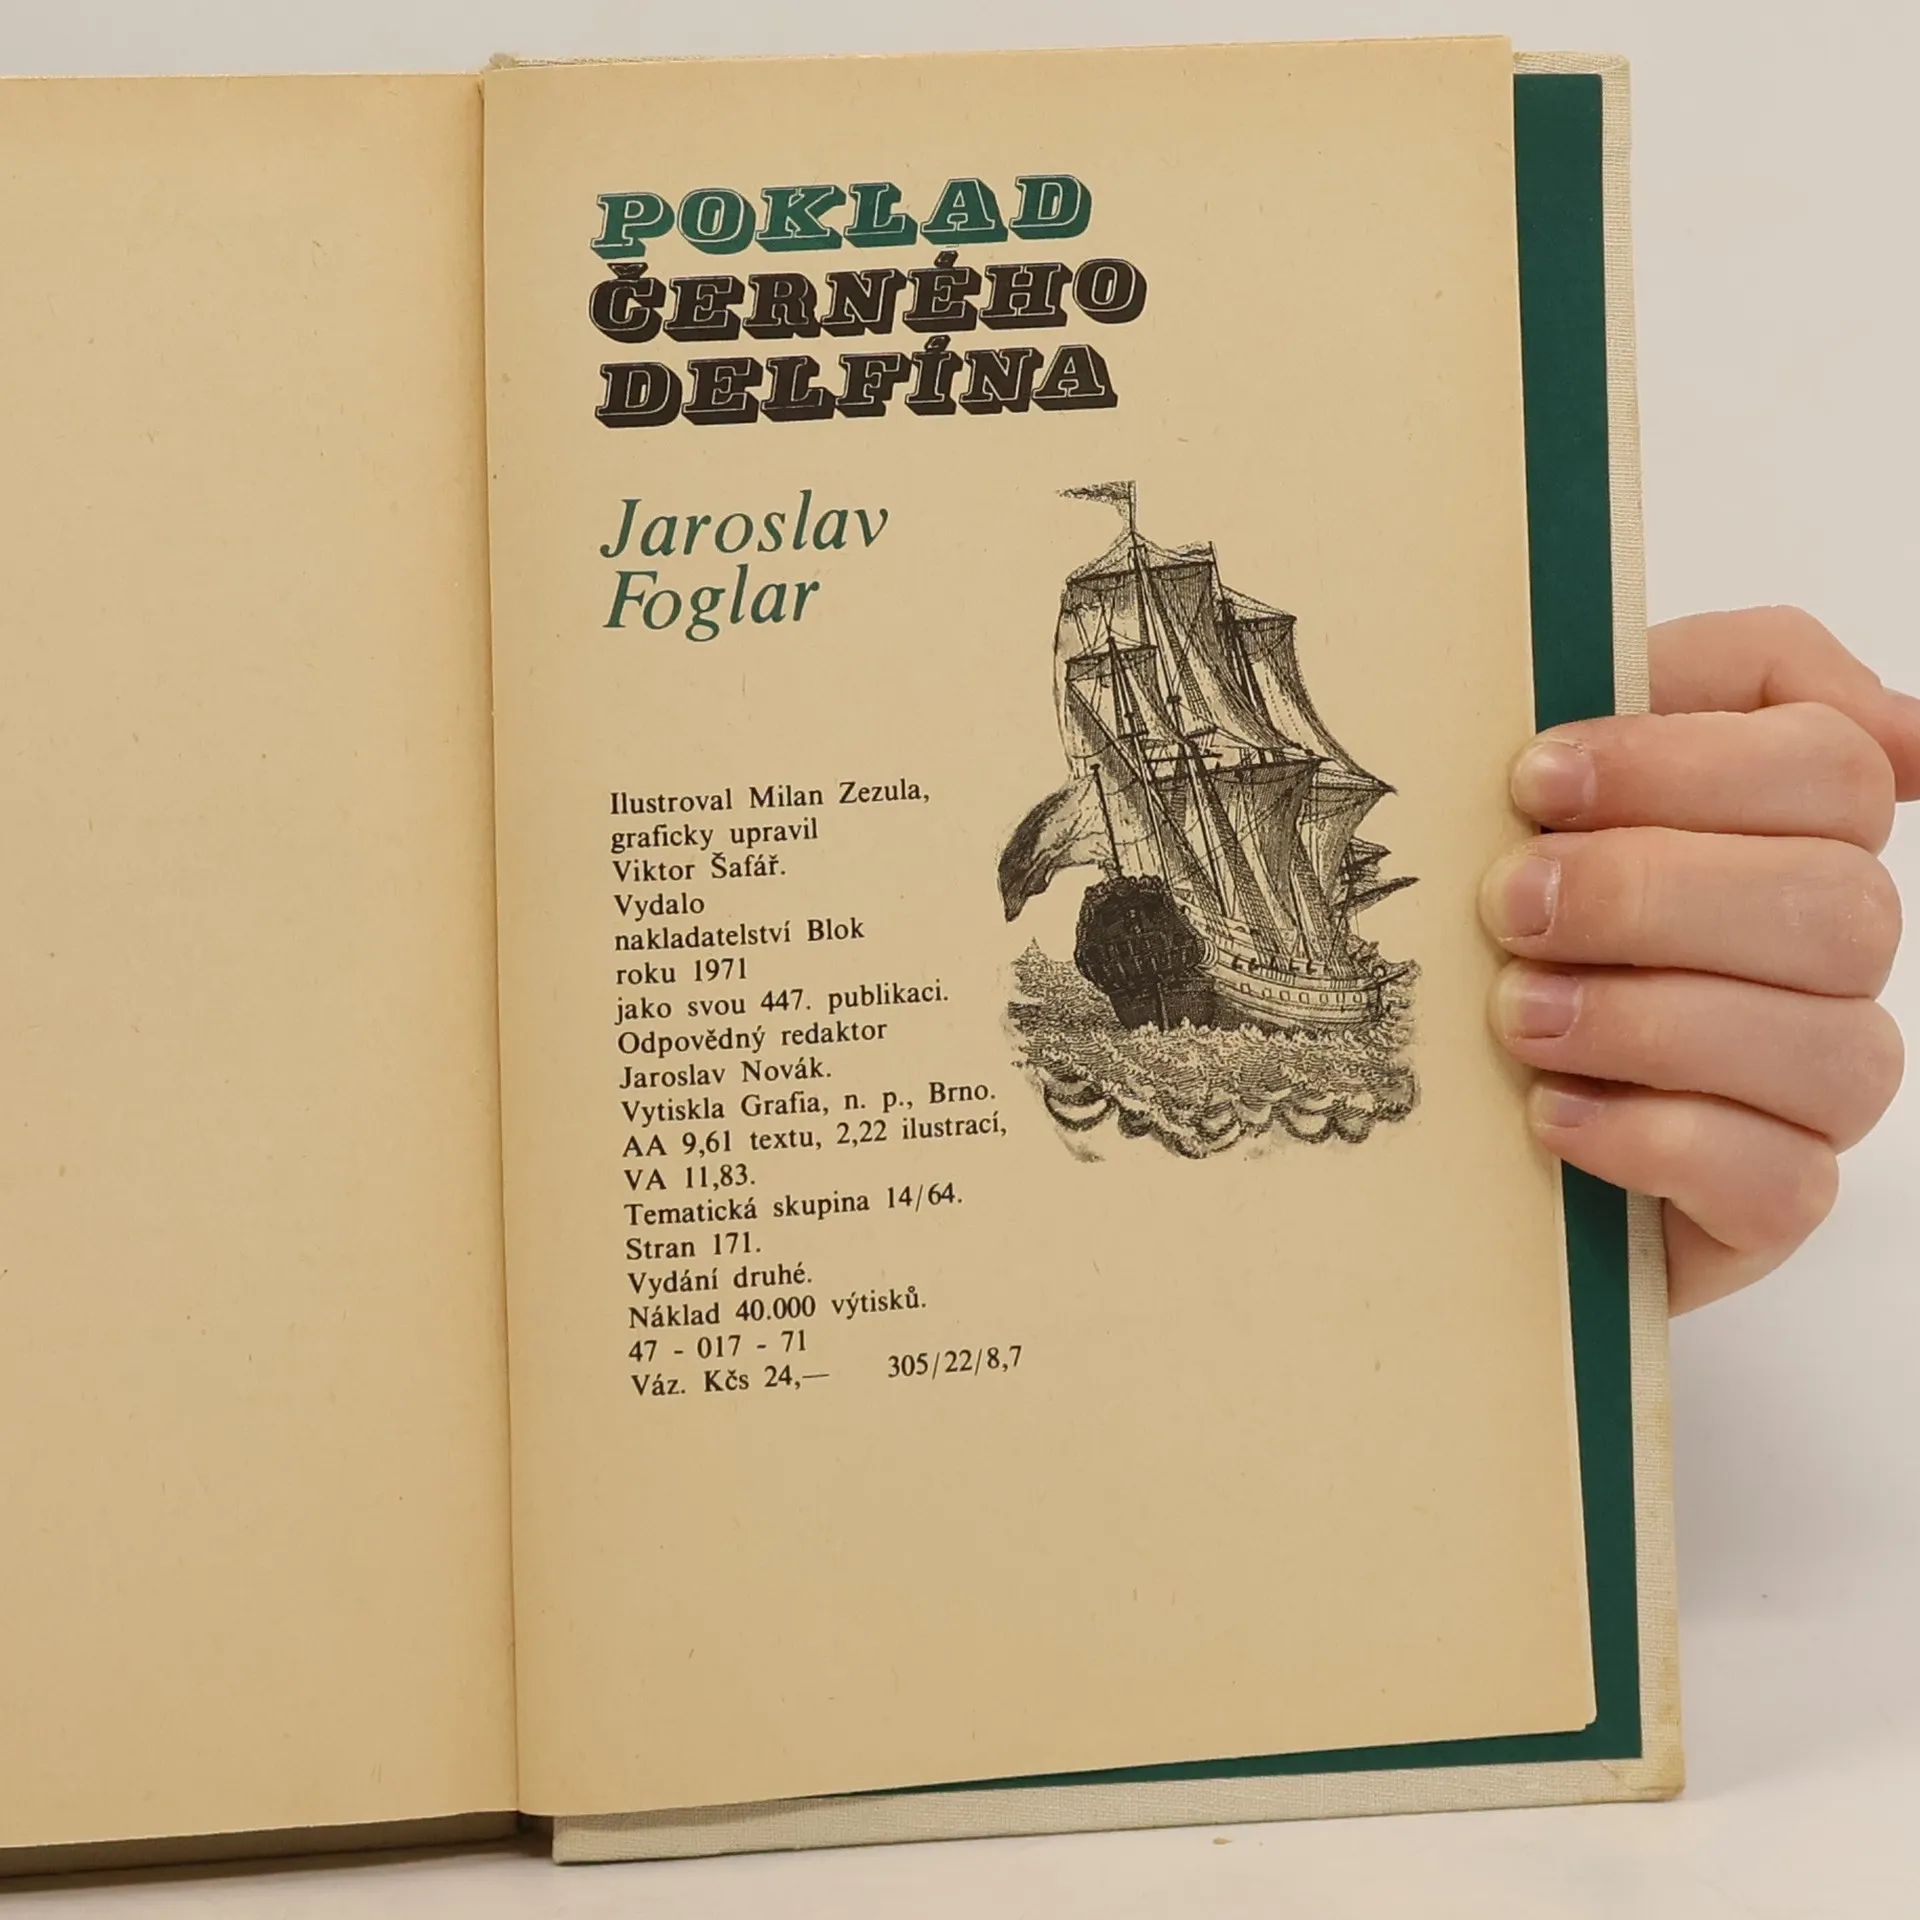 POKLAD
ČERNÉHO
DELFÍNA
Jaroslav
Foglar
Ilustroval Milan Zezula,
graficky upravil
Viktor Šafář.
Vydalo
nakladatelství Blok
roku 1971
jako svou 447. publikaci.
Odpovědný redaktor
Jaroslav Novák.
Vytiskla Grafia, n. p., Brno.
AA 9,61 textu, 2,22 ilustrací,
VA 11,83.
Tematická skupina 14/64.
Stran 171.
Vydání druhé.
Náklad 40.000 výtisků.
47 - 017 - 71
Váz. Kčs 24,— 305/22/8,7